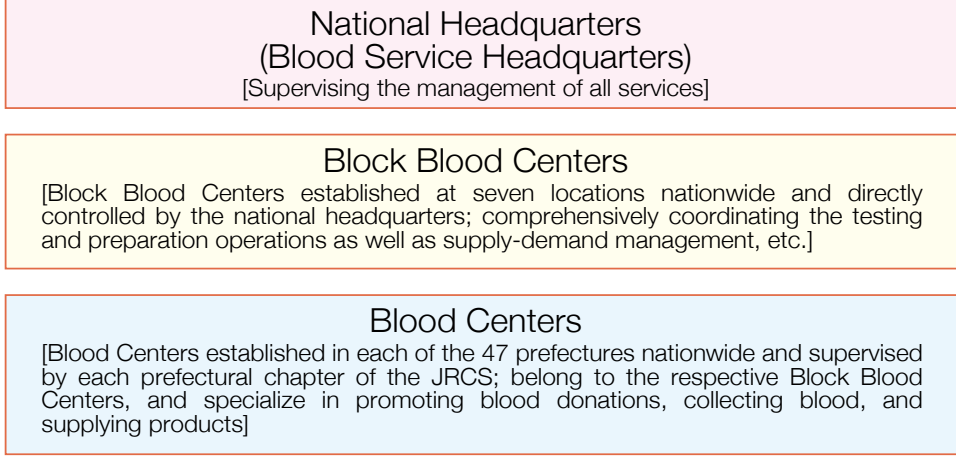 National Headquarters
(Blood Service Headquarters)
[Supervising the management of all services]
Block Blood Centers
[Block Blood Centers established at seven locations nationwide and directly
controlled by the national headquarters; comprehensively coordinating the testing
and preparation operations as well as supply-demand management, etc.]
Blood Centers
[Blood Centers established in each of the 47 prefectures nationwide and supervised
by each prefectural chapter of the JRCS; belong to the respective Block Blood
Centers, and specialize in promoting blood donations, collecting blood, and
supplying products]